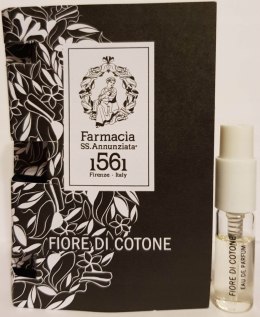 Farmacia
SS. Annunziata®
1561
Firenze - Italy
FIORE DI COTONE
FIORE DI COTONE
EAU DE PARFUM